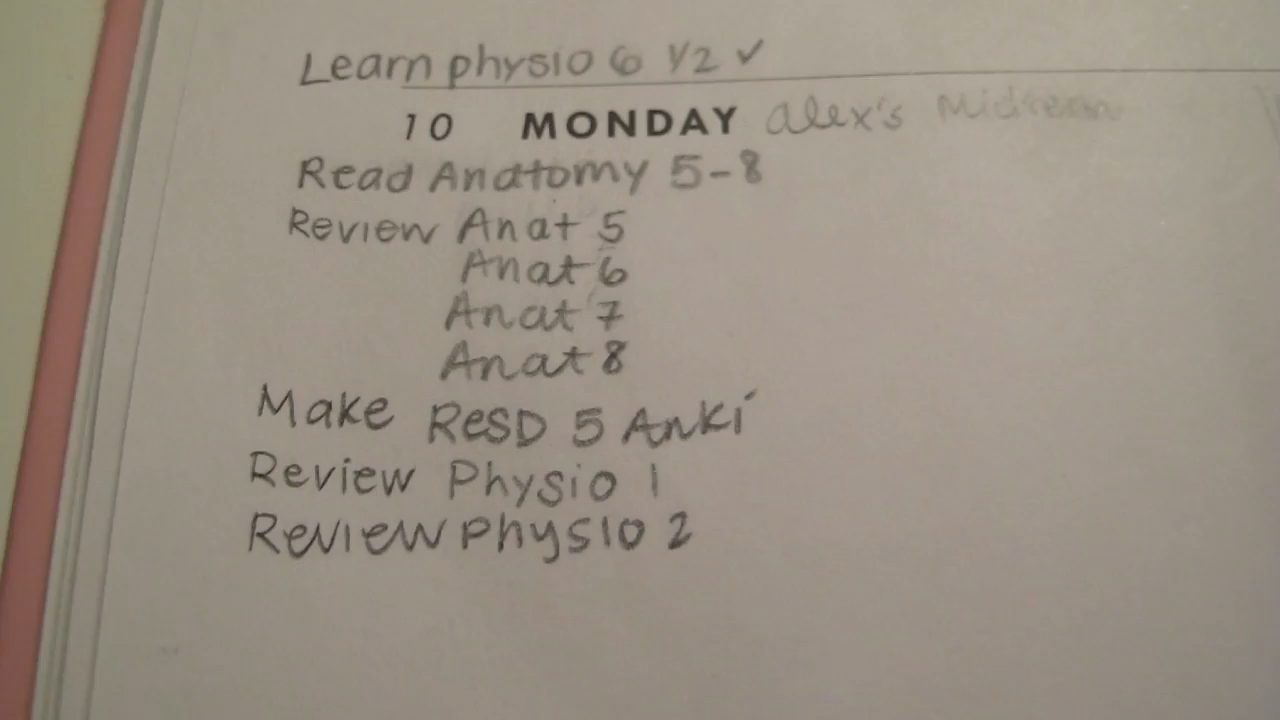 Learn physio 6 1/2 ✓
10 MONDAY alex's Midterm
Read Anatomy 5-8
Review Anat 5
Anat 6
Anat 7
Anat 8
Make ResD 5 Anki
Review Physio 1
Review Physio 2